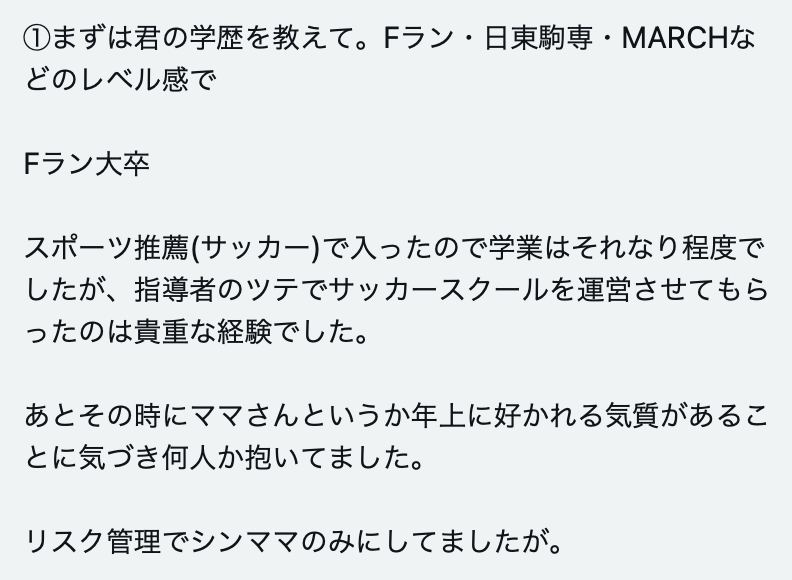 ①まずは君の学歴を教えて。Fラン・日東駒専・MARCHな
どのレベル感で
Fラン大卒
スポーツ推薦(サッカー)で入ったので学業はそれなり程度で
したが、指導者のツテでサッカースクールを運営させてもら
ったのは貴重な経験でした。
あとその時にママさんというか年上に好かれる気質があるこ
とに気づき何人か抱いてました。
リスク管理でシンママのみにしてましたが。